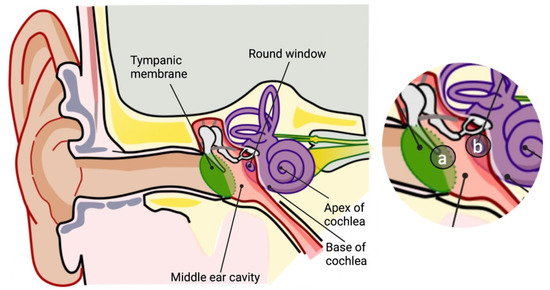 Tympanic
membrane
Round window
Apex of
cochlea
Base of
cochlea
Middle ear cavity
a
b